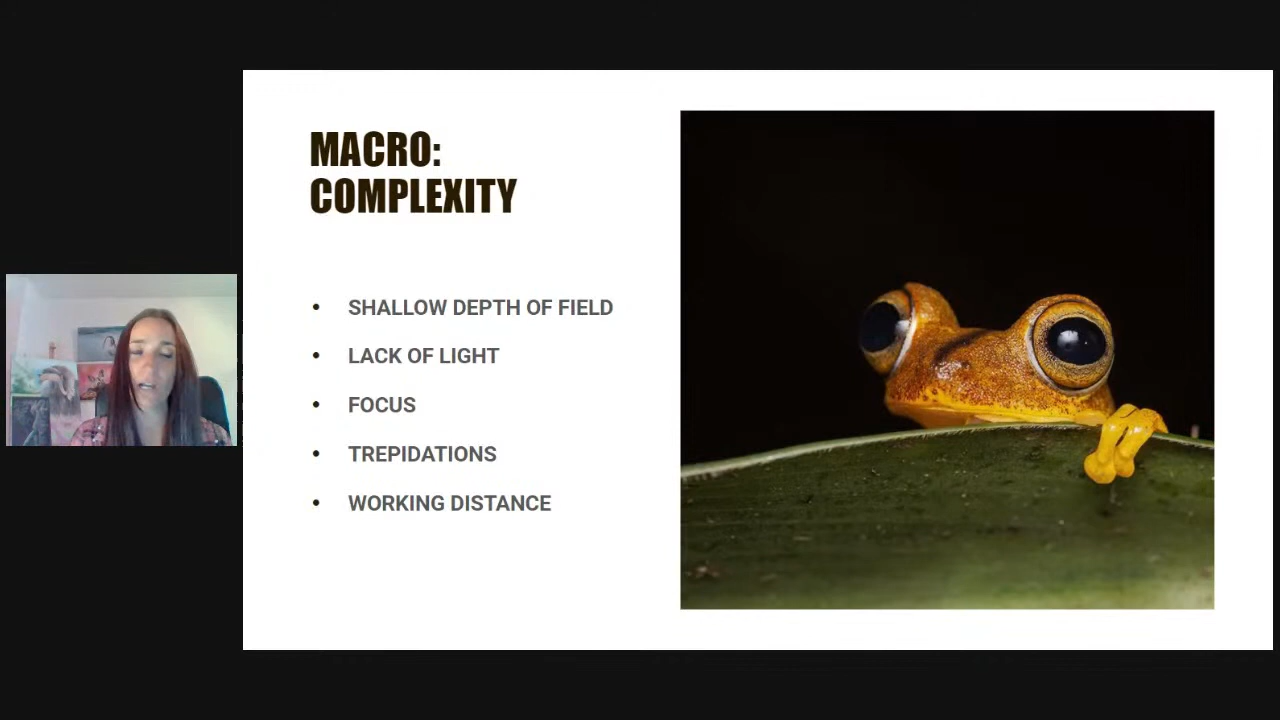 MACRO:
COMPLEXITY
• SHALLOW DEPTH OF FIELD
• LACK OF LIGHT
• FOCUS
• TREPIDATIONS
• WORKING DISTANCE